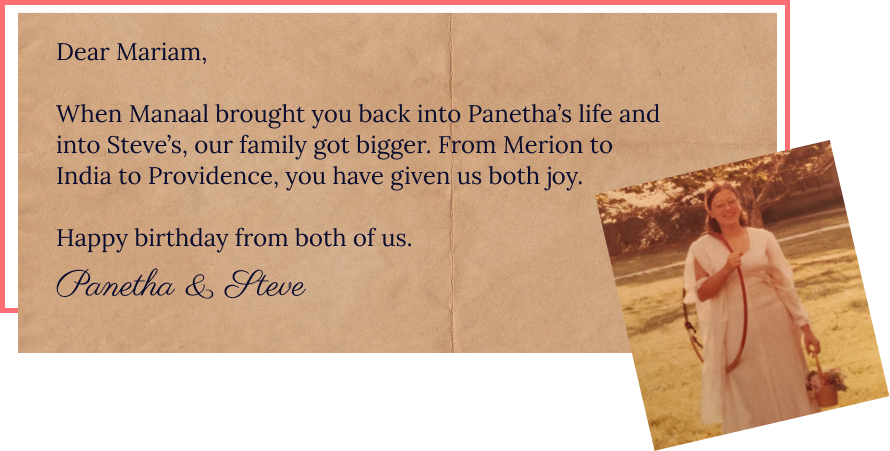 Dear Mariam,
When Manaal brought you back into Panetha’s life and
into Steve’s, our family got bigger. From Merion to
India to Providence, you have given us both joy.
Happy birthday from both of us.
Panetha & Steve